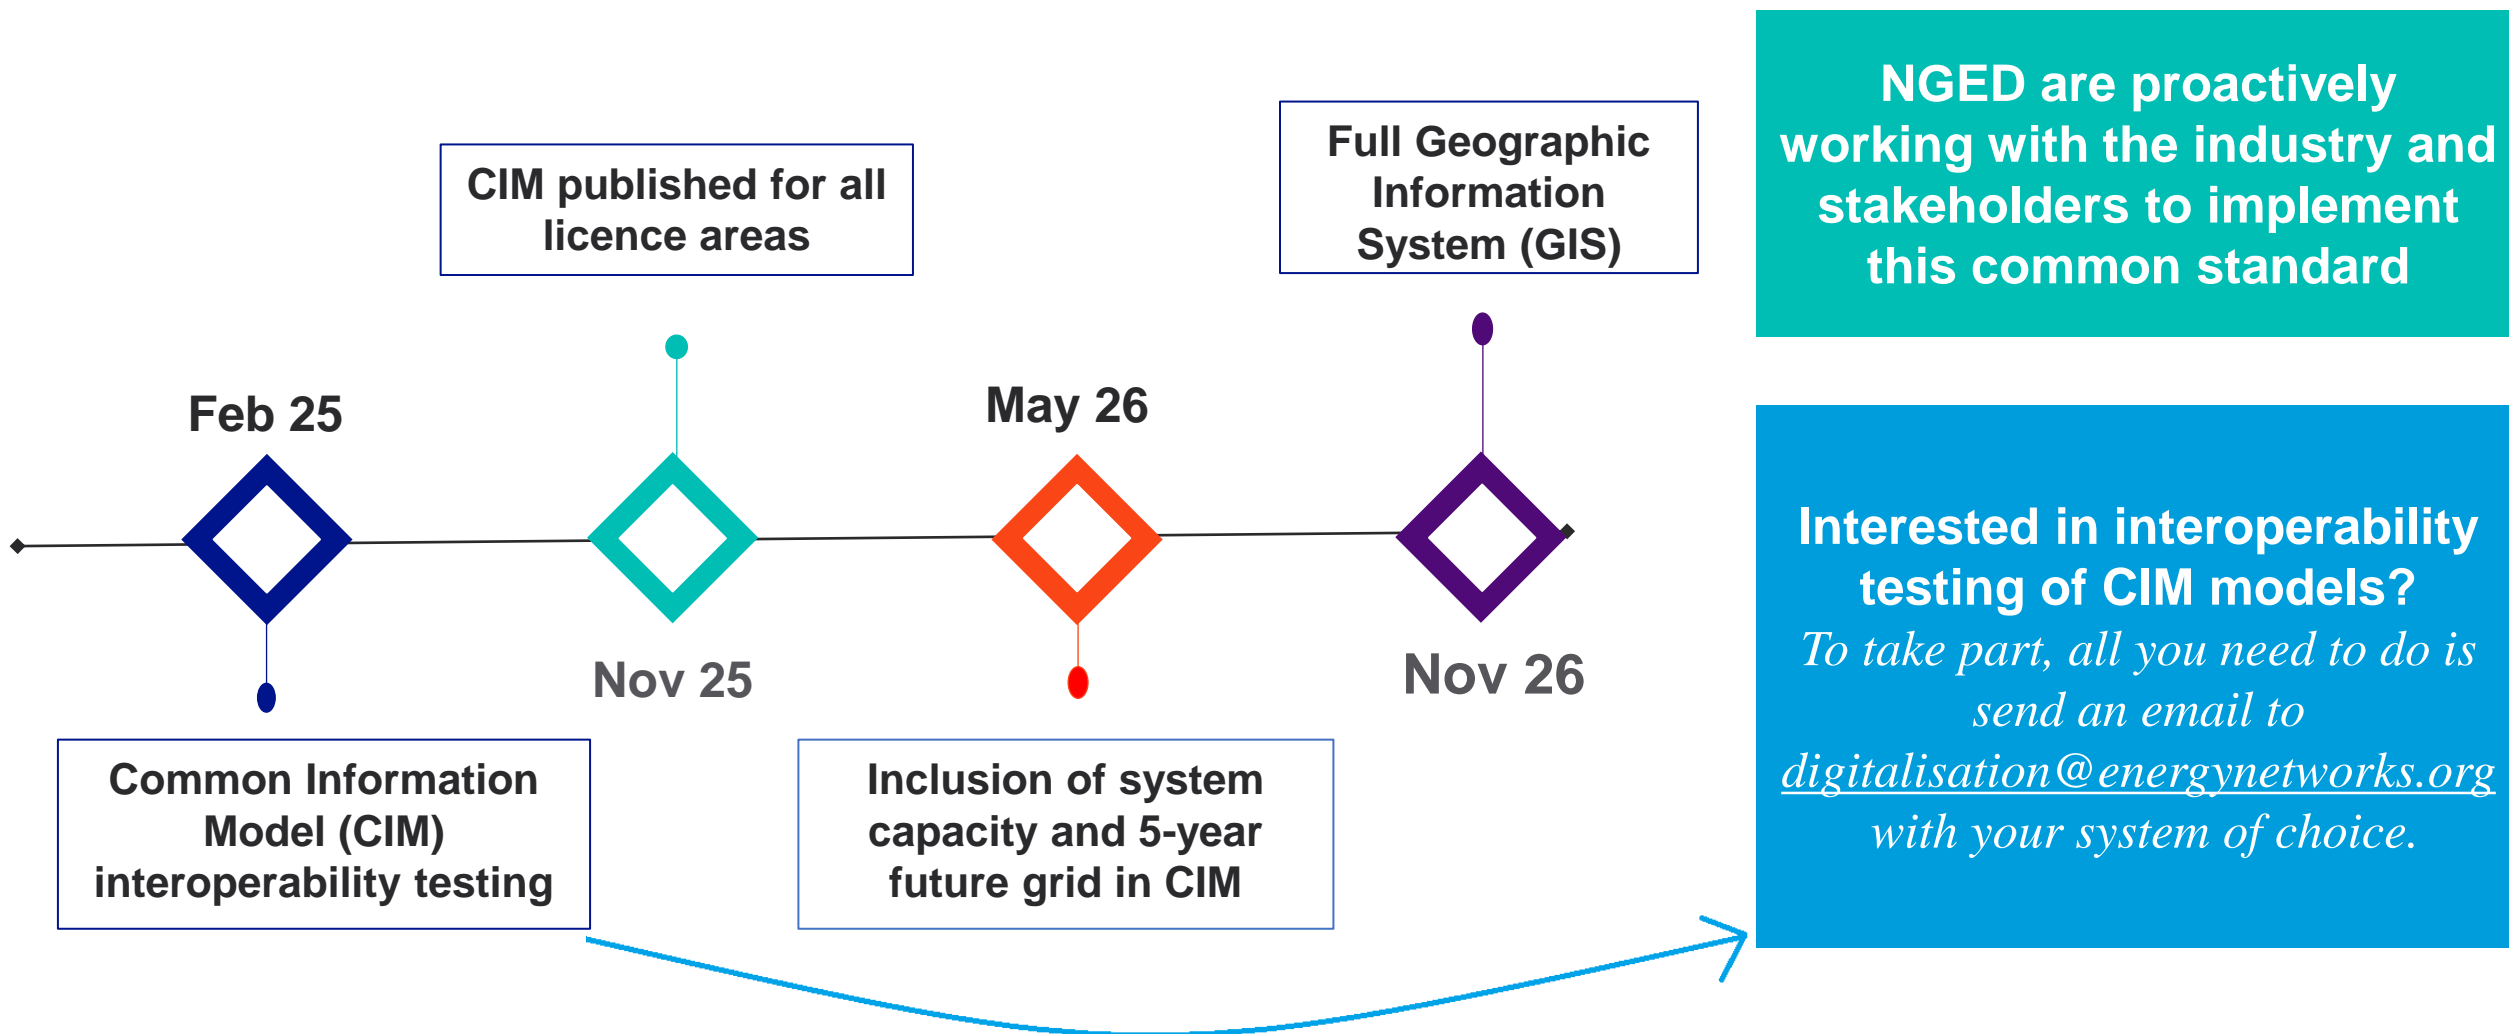 Feb 25
Common Information
Model (CIM)
interoperability testing
CIM published for all
licence areas
Nov 25
May 26
Inclusion of system
capacity and 5-year
future grid in CIM
Full Geographic
Information
System (GIS)
Nov 26
NGED are proactively
working with the industry and
stakeholders to implement
this common standard
Interested in interoperability
testing of CIM models?
To take part, all you need to do is
send an email to
digitalisation@energynetworks.org
with your system of choice.